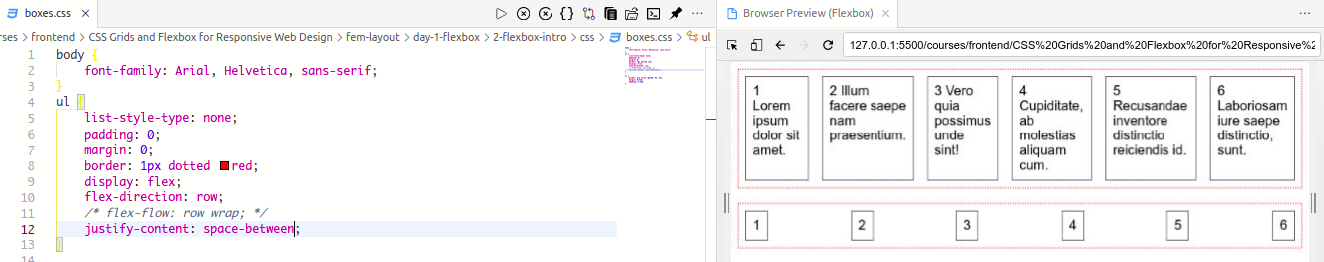 boxes.css
Browser Preview (Flexbox)
rses > frontend > CSS Grids and Flexbox for Responsive Web Design > fem-layout > day-1-flexbox > 2-flexbox-intro > css > boxes.css > ul
127.0.0.1:5500/courses/frontend/CSS%20Grids%20and%20Flexbox%20for%20Responsive%2
1 body {
2 font-family: Arial, Helvetica, sans-serif;
3 }
4 ul {
5 list-style-type: none;
6 padding: 0;
7 margin: 0;
8 border: 1px dotted red;
9 display: flex;
10 flex-direction: row;
11 /* flex-flow: row wrap; */
12 justify-content: space-between;
13 }
1
Lorem
ipsum
dolor sit
amet.
2 Illum
facere saepe
nam
praesentium.
3 Vero
quia
possimus
unde
sint!
4
Cupiditate,
ab
molestias
aliquam
cum.
5
Recusandae
inventore
distinctio
reiciendis id.
6
Laboriosam
iure saepe
distinctio,
sunt.
1 2 3 4 5 6